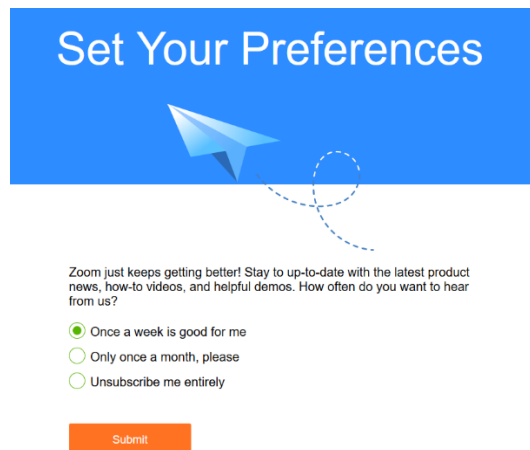 Set Your Preferences
Zoom just keeps getting better! Stay to up-to-date with the latest product
news, how-to videos, and helpful demos. How often do you want to hear
from us?
Once a week is good for me
Only once a month, please
Unsubscribe me entirely
Submit